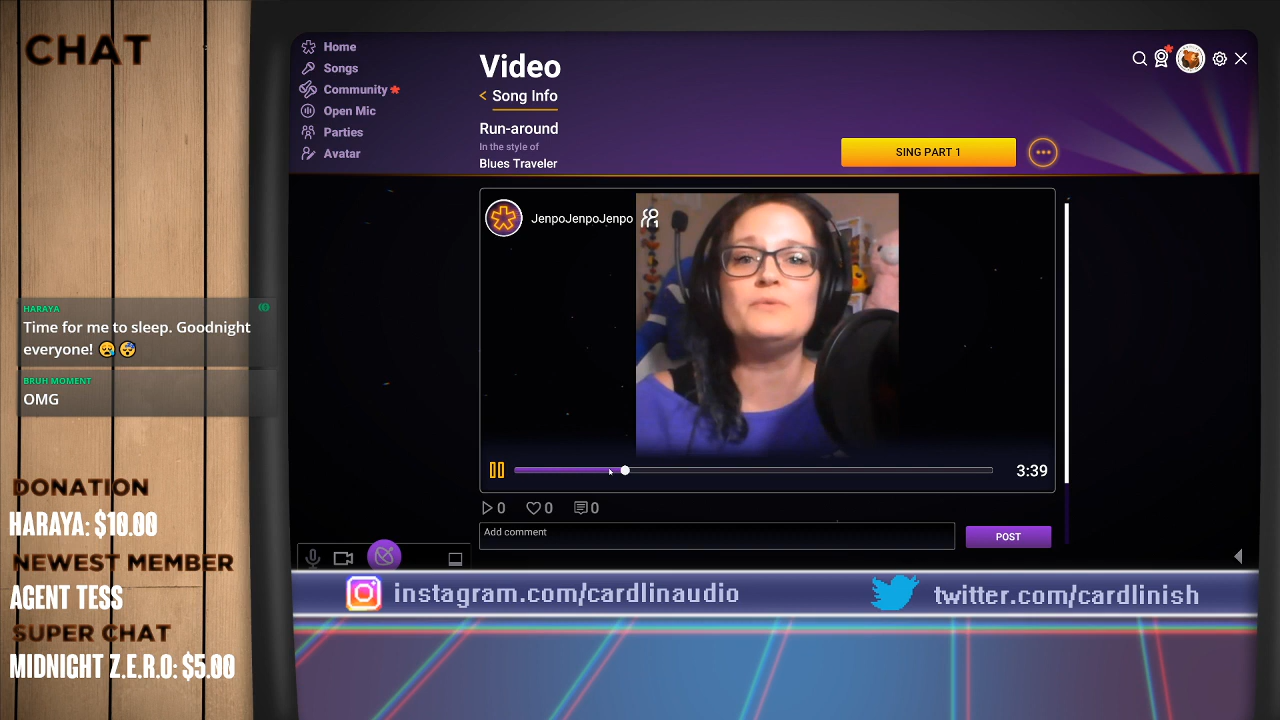 CHAT
HARAYA
Time for me to sleep. Goodnight
everyone! 😪 😴
BRUH MOMENT
OMG
DONATION
HARAYA: $10.00
NEWEST MEMBER
AGENT TESS
SUPER CHAT
MIDNIGHT Z.E.R.O: $5.00
Home
Songs
Community
Open Mic
Parties
Avatar
Video
< Song Info
Run-around
In the style of
Blues Traveler
SING PART 1
JenpoJenpoJenpo
3:39
0
0
0
Add comment
POST
instagram.com/cardlinaudio
twitter.com/cardlinish